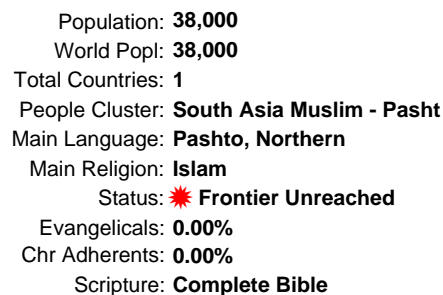 Population: 38,000
World Popl: 38,000
Total Countries: 1
People Cluster: South Asia Muslim - Pasht
Main Language: Pashto, Northern
Main Religion: Islam
Status: Frontier Unreached
Evangelicals: 0.00%
Chr Adherents: 0.00%
Scripture: Complete Bible